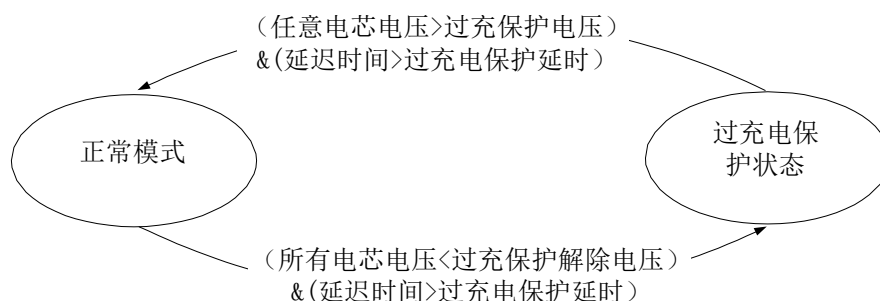 （任意电芯电压>过充保护电压）
&(延迟时间>过充电保护延时）
正常模式
过充电保
护状态
（所有电芯电压<过充保护解除电压）
&(延迟时间>过充电保护延时）